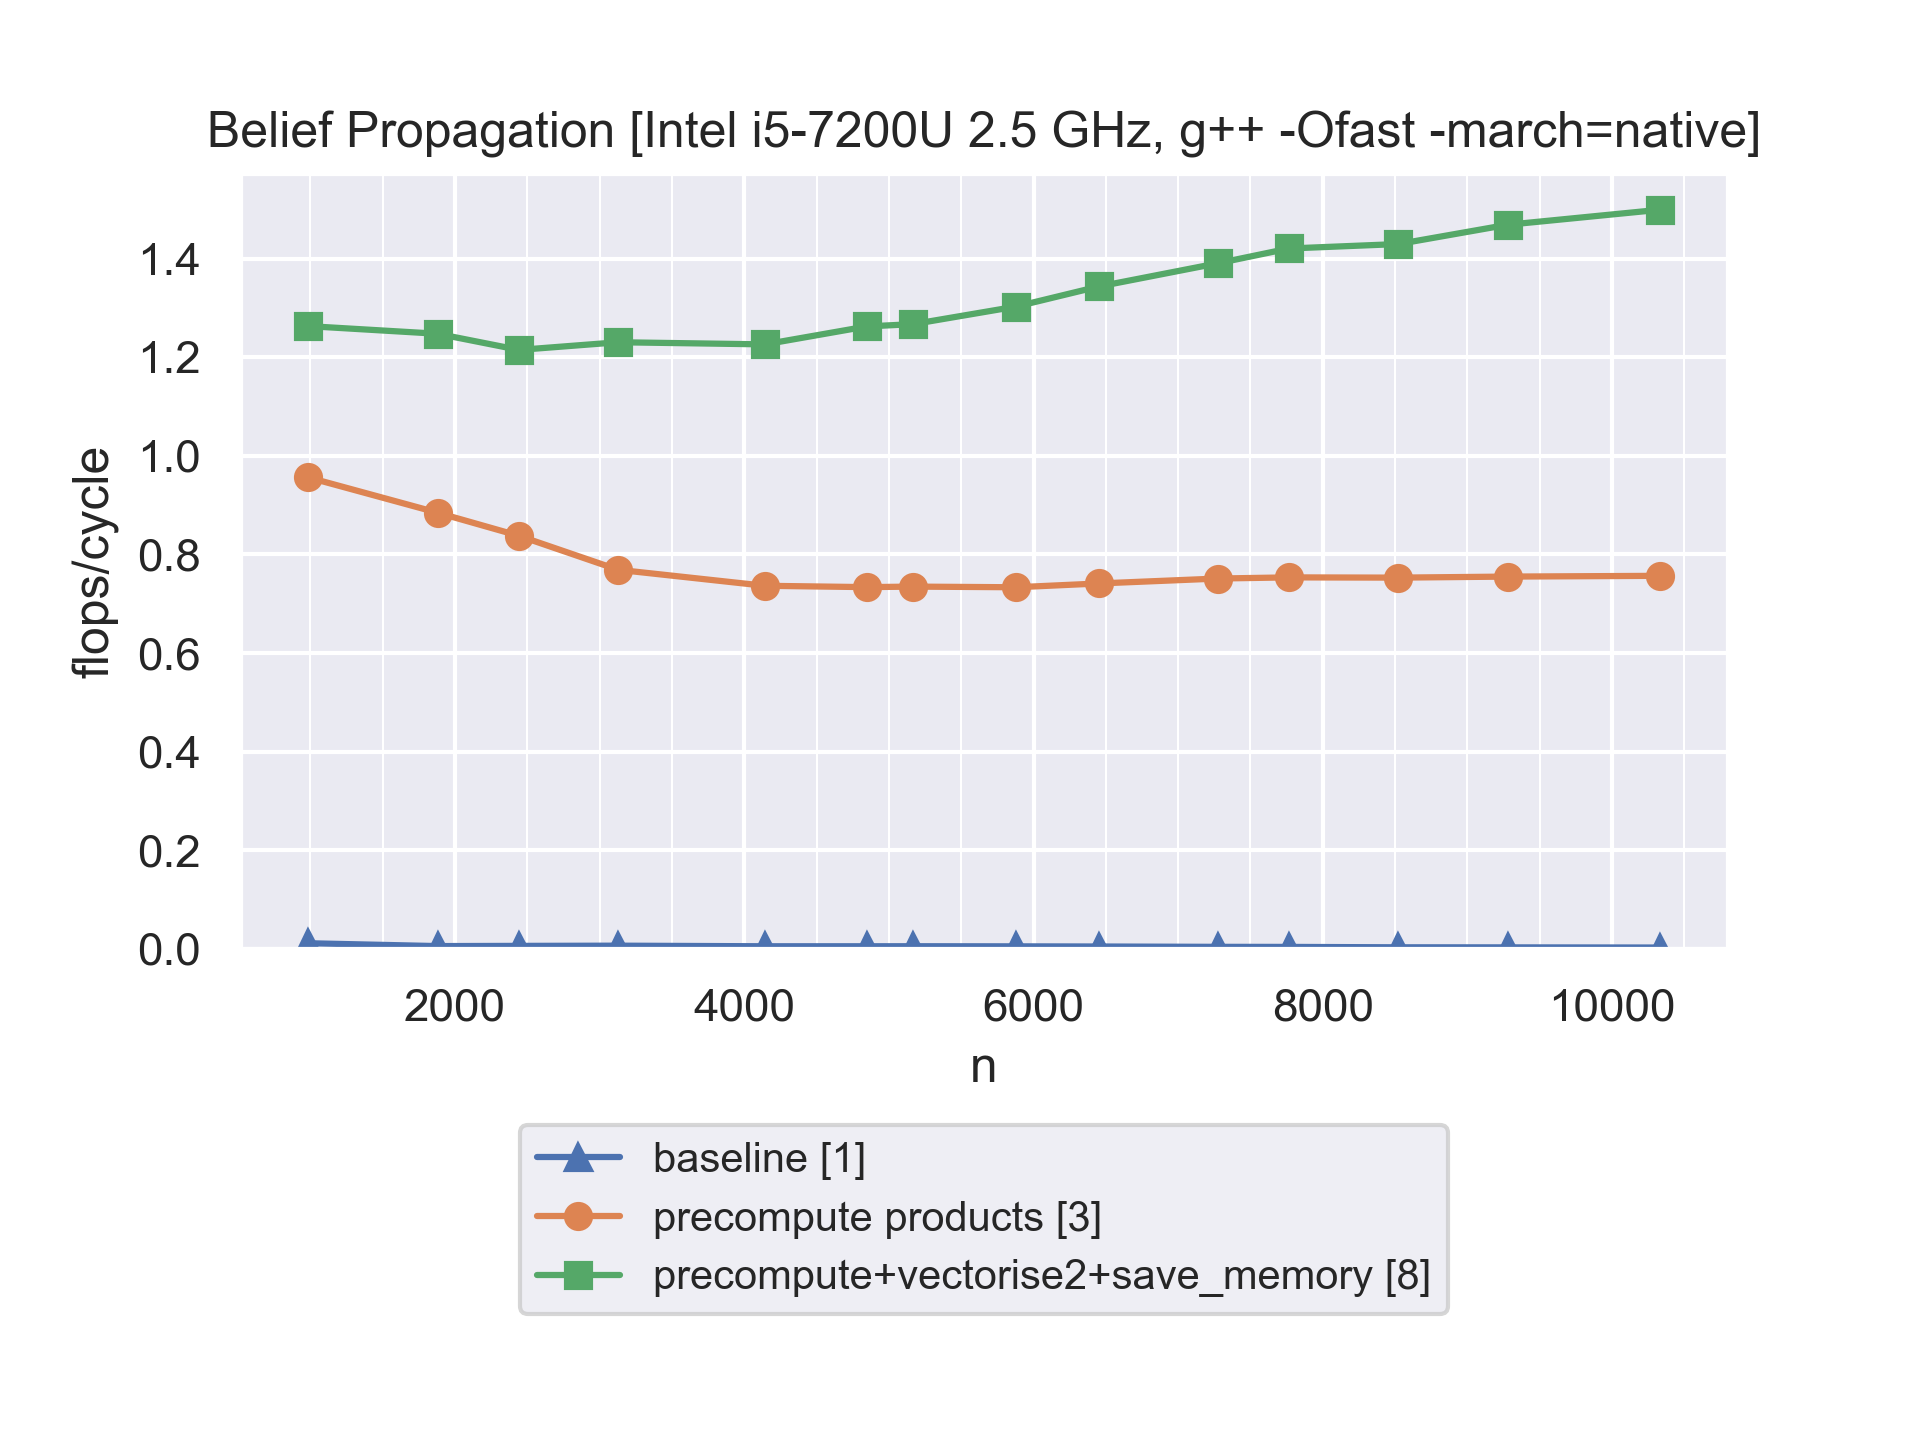 Belief Propagation [Intel i5-7200U 2.5 GHz, g++ -Ofast -march=native]
flops/cycle
1.4
1.2
1.0
0.8
0.6
0.4
0.2
0.0
2000 4000 6000 8000 10000
n
baseline [1]
precompute products [3]
precompute+vectorise2+save_memory [8]